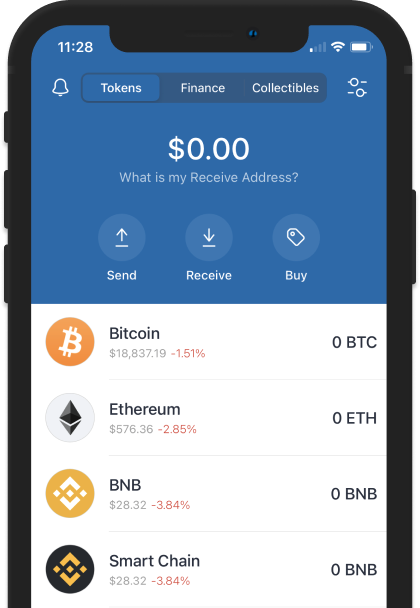 11:28
Tokens Finance Collectibles
$0.00
What is my Receive Address?
Send Receive Buy
Bitcoin
$18,837.19 -1.51%
0 BTC
Ethereum
$576.36 -2.85%
0 ETH
BNB
$28.32 -3.84%
0 BNB
Smart Chain
$28.32 -3.84%
0 BNB